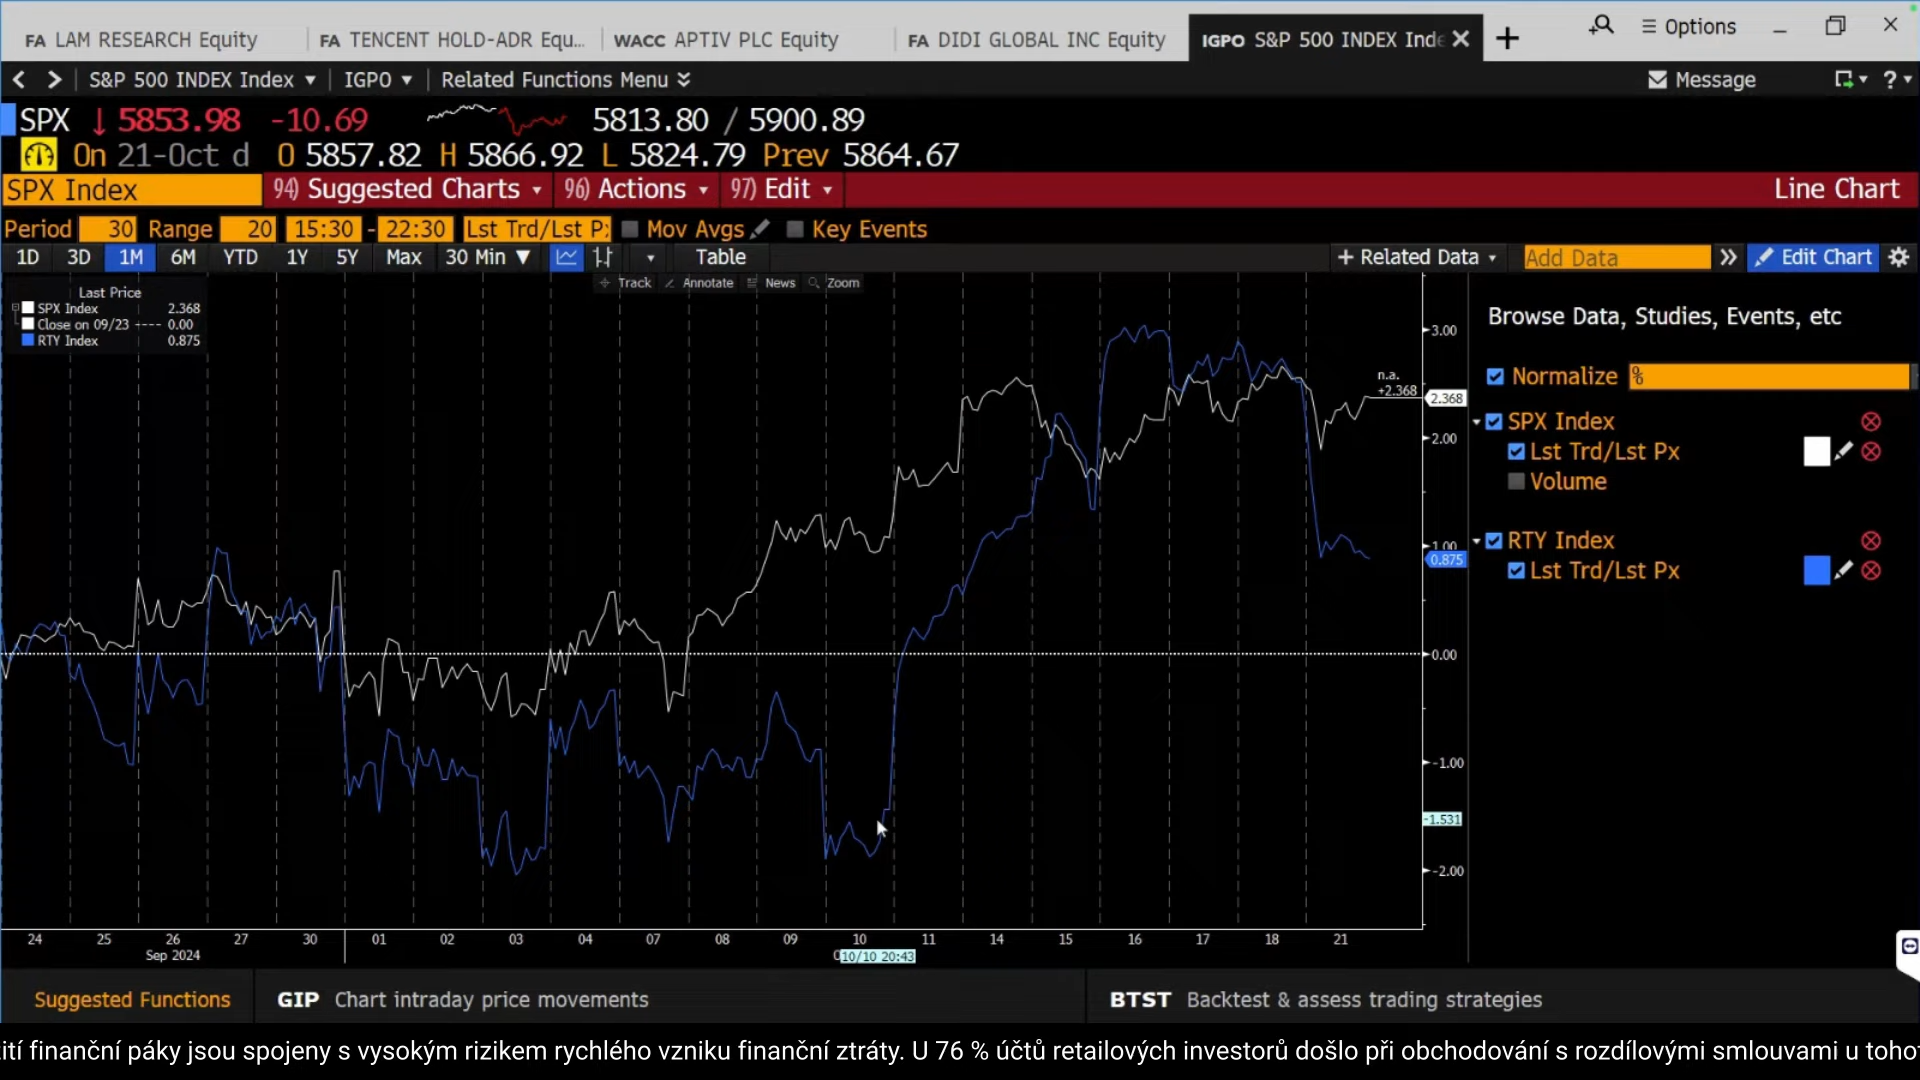 FA LAM RESEARCH Equity FA TENCENT HOLD-ADR Equ... WACC APTIV PLC Equity FA DIDI GLOBAL INC Equity IGPO S&P 500 INDEX Inde Options
S&P 500 INDEX Index IGPO Related Functions Menu Message ?
SPX 5853.98 -10.69 5813.80 / 5900.89
On 21-Oct d O 5857.82 H 5866.92 L 5824.79 Prev 5864.67
SPX Index 94) Suggested Charts 96) Actions 97) Edit Line Chart
Period 30 Range 20 15:30 - 22:30 Lst Trd/Lst Px Mov Avgs Key Events
1D 3D 1M 6M YTD 1Y 5Y Max 30 Min Table + Related Data Add Data Edit Chart
Track Annotate News Zoom
Last Price
SPX Index 2.368
Close on 09/23 ---- 0.00
RTY Index 0.875
Browse Data, Studies, Events, etc
Normalize %
SPX Index
Lst Trd/Lst Px
Volume
RTY Index
Lst Trd/Lst Px
3.00
n.a.
+2.368
2.368
2.00
1.00
0.875
0.00
-1.00
-1.531
-2.00
24 25 26 27 30 01 02 03 04 07 08 09 10 11 14 15 16 17 18 21
Sep 2024 10/10 20:43
Suggested Functions GIP Chart intraday price movements BTST Backtest & assess trading strategies
ití finanční páky jsou spojeny s vysokým rizikem rychlého vzniku finanční ztráty. U 76 % účtů retailových investorů došlo při obchodování s rozdílovými smlouvami u toho